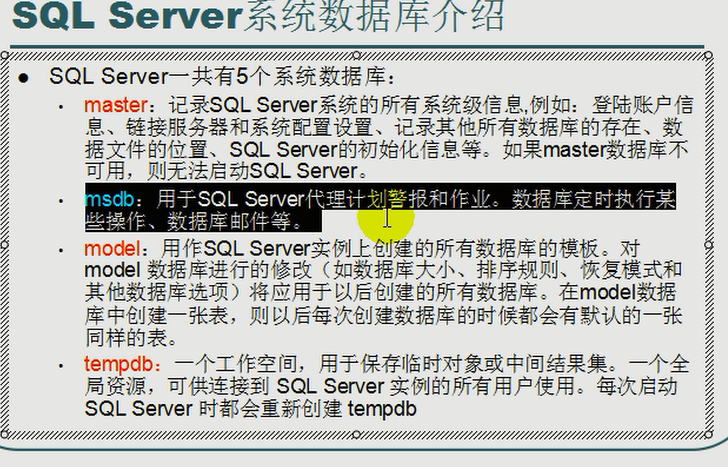 SQL Server系统数据库介绍
● SQL Server一共有5个系统数据库：
• master：记录SQL Server系统的所有系统级信息,例如：登陆账户信
息、链接服务器和系统配置设置、记录其他所有数据库的存在、数
据文件的位置、SQL Server的初始化信息等。如果master数据库不
可用，则无法启动SQL Server。
• msdb：用于SQL Server代理计划警报和作业。数据库定时执行某
些操作、数据库邮件等。
• model：用作SQL Server实例上创建的所有数据库的模板。对
model 数据库进行的修改（如数据库大小、排序规则、恢复模式和
其他数据库选项）将应用于以后创建的所有数据库。在model数据
库中创建一张表，则以后每次创建数据库的时候都会有默认的一张
同样的表。
• tempdb：一个工作空间，用于保存临时对象或中间结果集。一个全
局资源，可供连接到 SQL Server 实例的所有用户使用。每次启动
SQL Server 时都会重新创建 tempdb